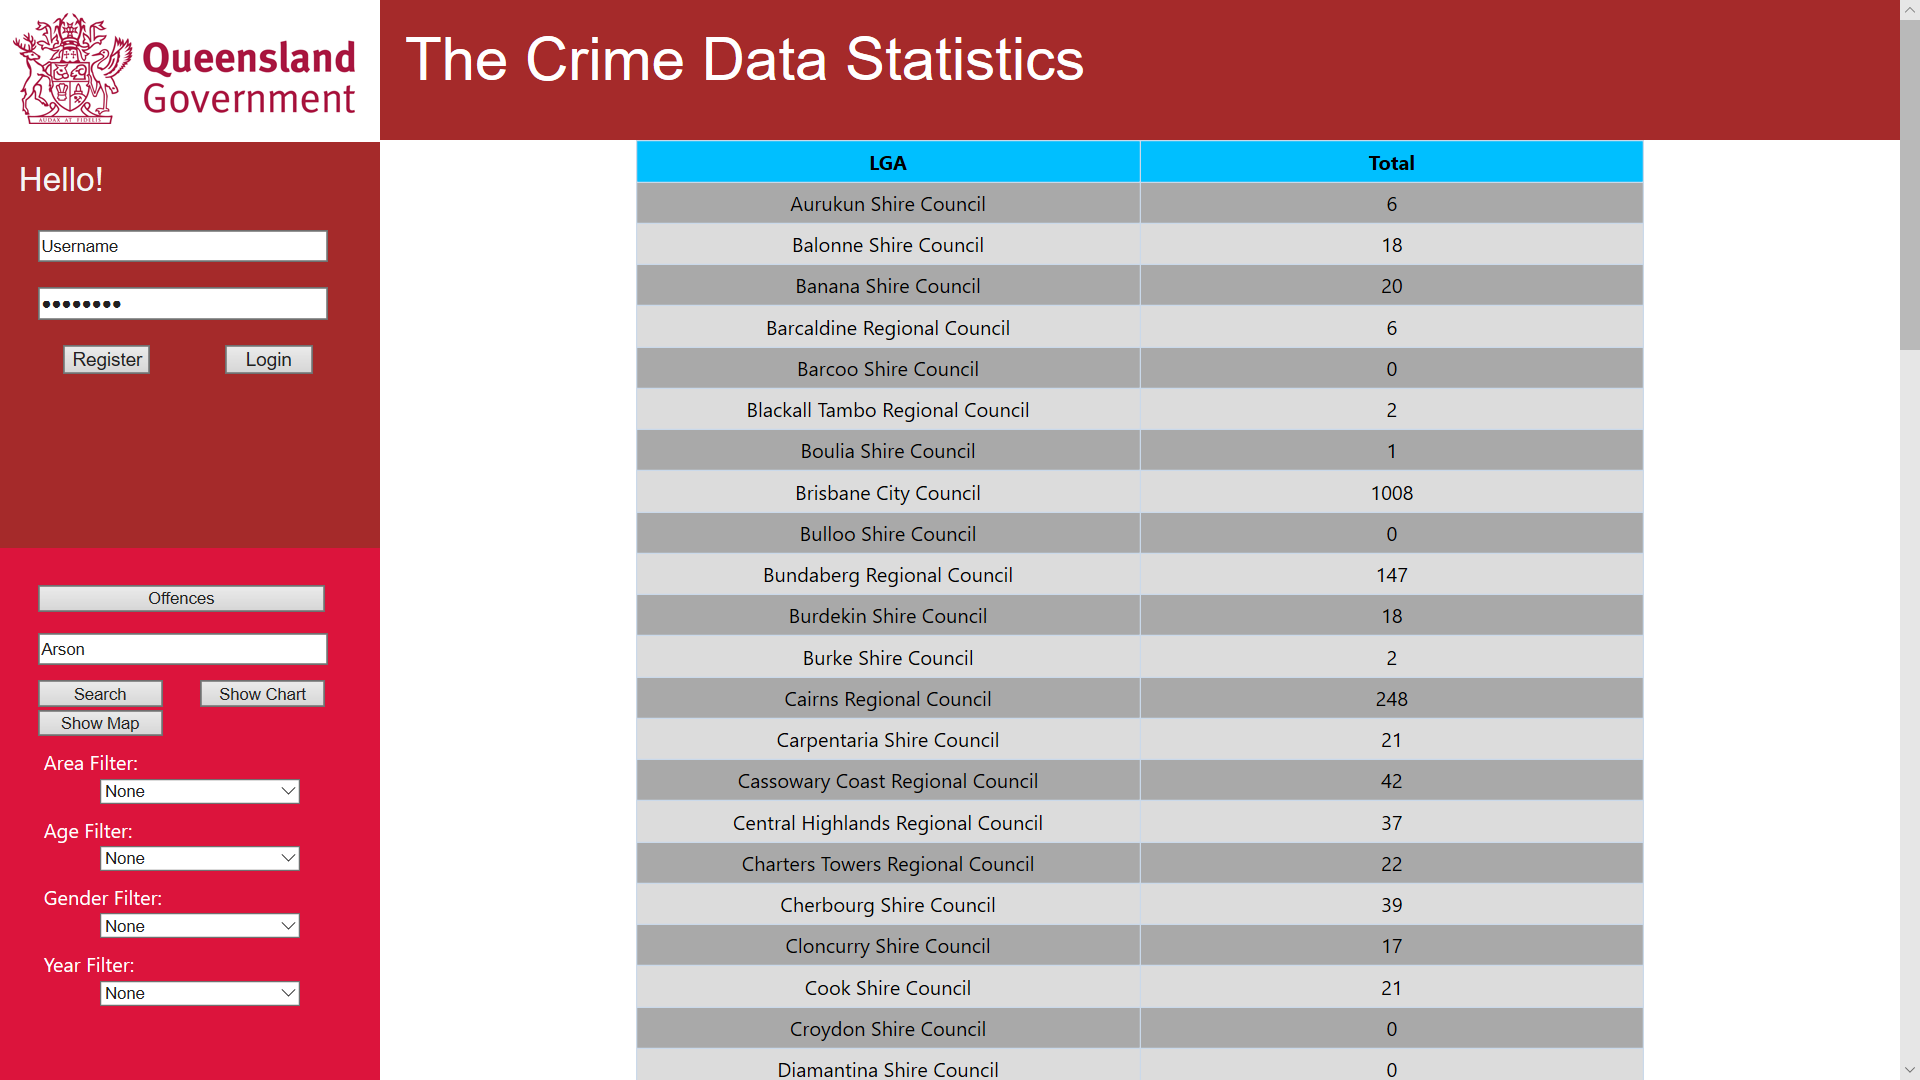 Queensland
Government
AUDAX AT FIDELIS
The Crime Data Statistics
Hello!
Username
••••••••
Register Login
Offences
Arson
Search Show Chart
Show Map
Area Filter:
None
Age Filter:
None
Gender Filter:
None
Year Filter:
None
LGA Total
Aurukun Shire Council 6
Balonne Shire Council 18
Banana Shire Council 20
Barcaldine Regional Council 6
Barcoo Shire Council 0
Blackall Tambo Regional Council 2
Boulia Shire Council 1
Brisbane City Council 1008
Bulloo Shire Council 0
Bundaberg Regional Council 147
Burdekin Shire Council 18
Burke Shire Council 2
Cairns Regional Council 248
Carpentaria Shire Council 21
Cassowary Coast Regional Council 42
Central Highlands Regional Council 37
Charters Towers Regional Council 22
Cherbourg Shire Council 39
Cloncurry Shire Council 17
Cook Shire Council 21
Croydon Shire Council 0
Diamantina Shire Council 0